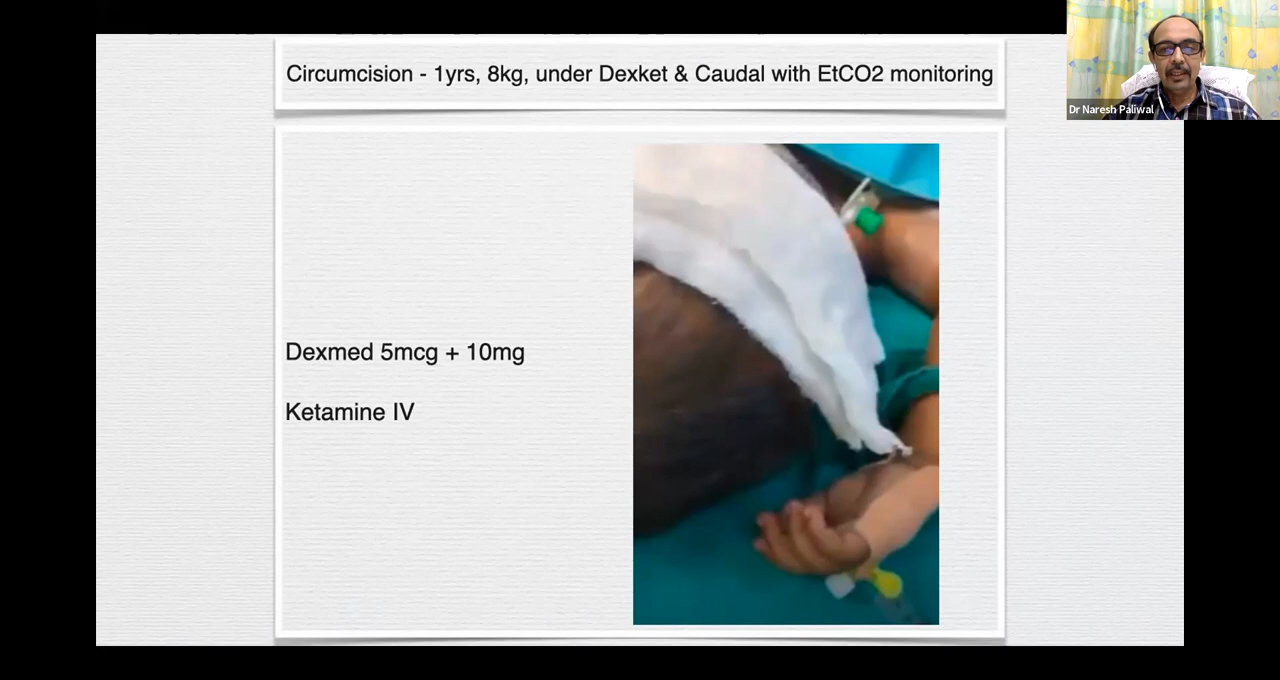 Circumcision - 1yrs, 8kg, under Dexket & Caudal with EtCO2 monitoring
Dr Naresh Paliwal
Dexmed 5mcg + 10mg
Ketamine IV